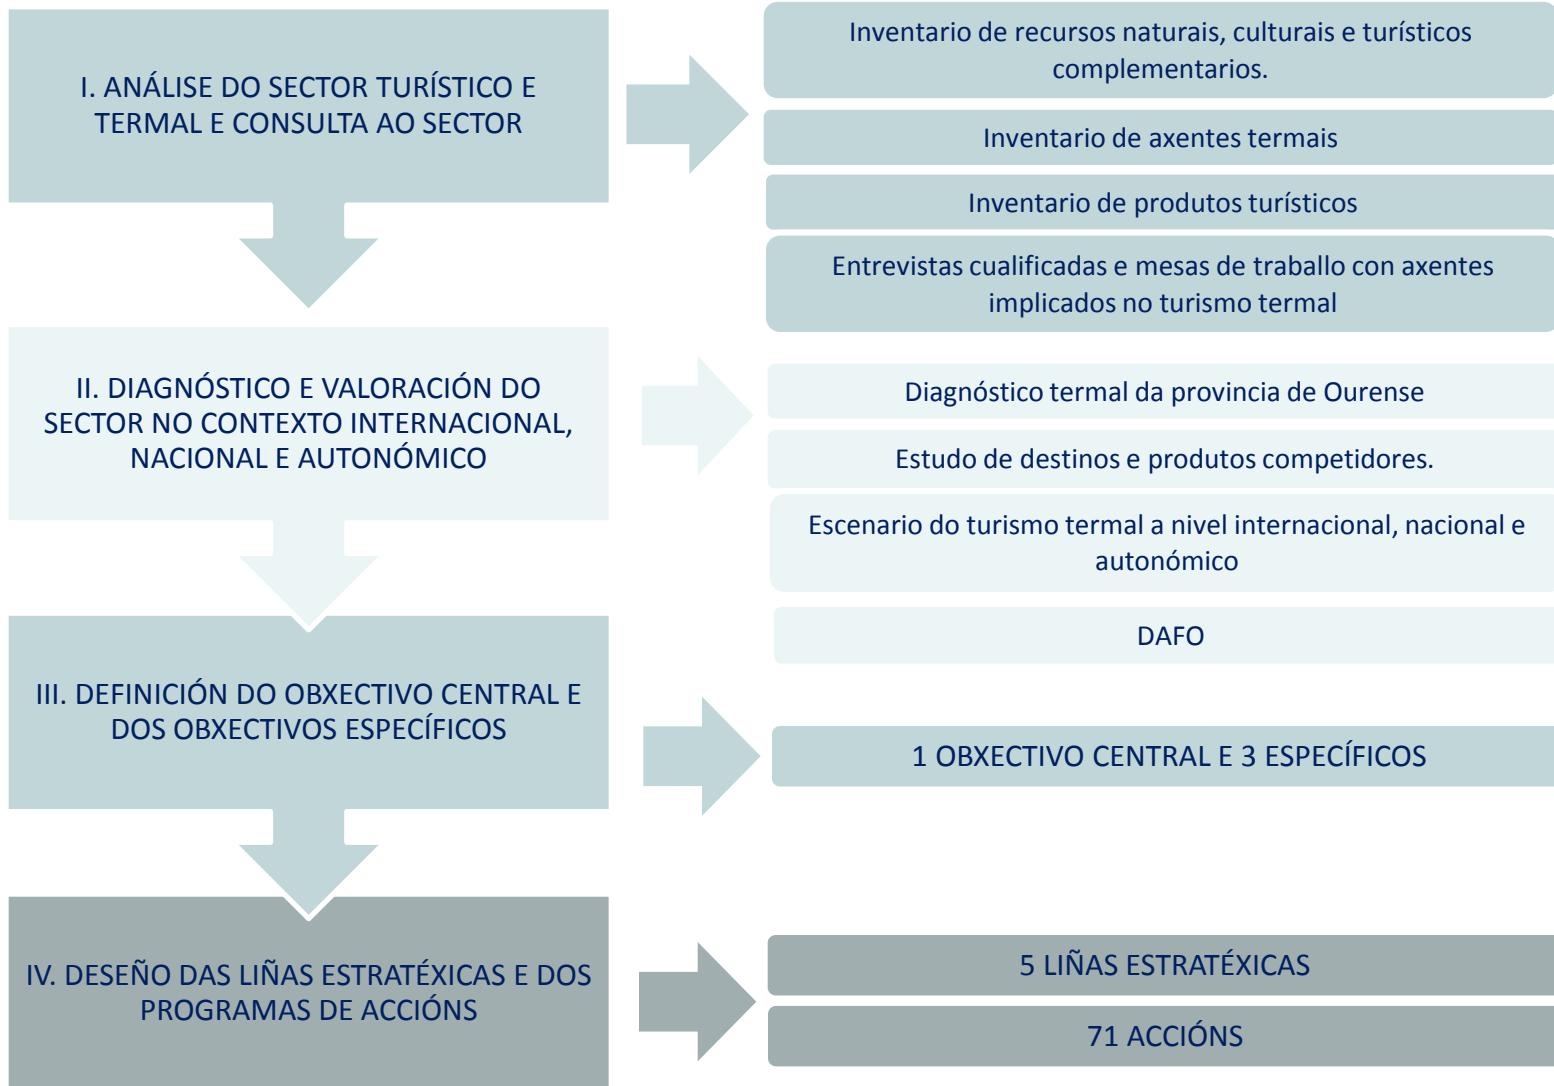 I. ANÁLISE DO SECTOR TURÍSTICO E
TERMAL E CONSULTA AO SECTOR
Inventario de recursos naturais, culturais e turísticos
complementarios.
Inventario de axentes termais
Inventario de produtos turísticos
Entrevistas cualificadas e mesas de traballo con axentes
implicados no turismo termal
II. DIAGNÓSTICO E VALORACIÓN DO
SECTOR NO CONTEXTO INTERNACIONAL,
NACIONAL E AUTONÓMICO
Diagnóstico termal da provincia de Ourense
Estudo de destinos e produtos competidores.
Escenario do turismo termal a nivel internacional, nacional e
autonómico
DAFO
III. DEFINICIÓN DO OBXECTIVO CENTRAL E
DOS OBXECTIVOS ESPECÍFICOS
1 OBXECTIVO CENTRAL E 3 ESPECÍFICOS
IV. DESEÑO DAS LIÑAS ESTRATÉXICAS E DOS
PROGRAMAS DE ACCIÓNS
5 LIÑAS ESTRATÉXICAS
71 ACCIÓNS